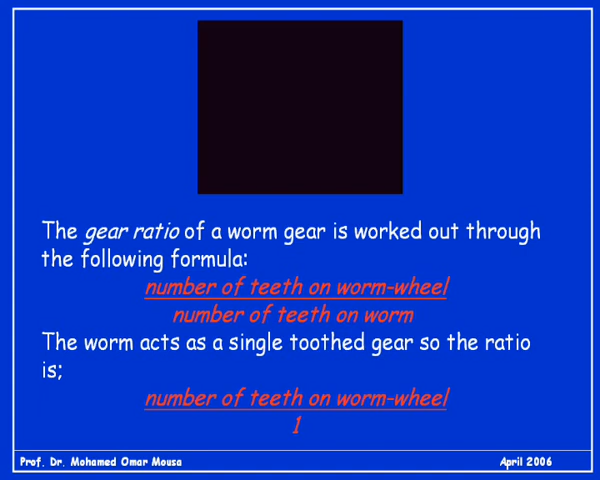 The gear ratio of a worm gear is worked out through
the following formula:
number of teeth on worm-wheel
number of teeth on worm
The worm acts as a single toothed gear so the ratio
is;
number of teeth on worm-wheel
1
Prof. Dr. Mohamed Omar Mousa
April 2006